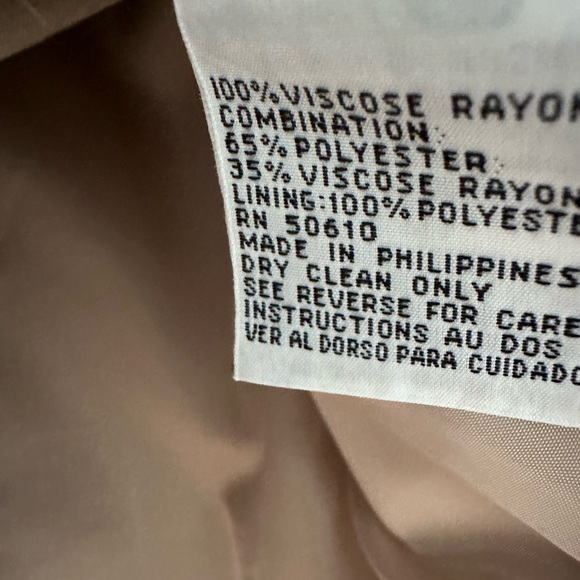 100% VISCOSE RAYON
COMBINATION:
65% POLYESTER
35% VISCOSE RAYON
LINING:100% POLYESTE
RN 50610
MADE IN PHILIPPINES
DRY CLEAN ONLY
SEE REVERSE FOR CARE
INSTRUCTIONS AU DOS
VER AL DORSO PARA CUIDADO